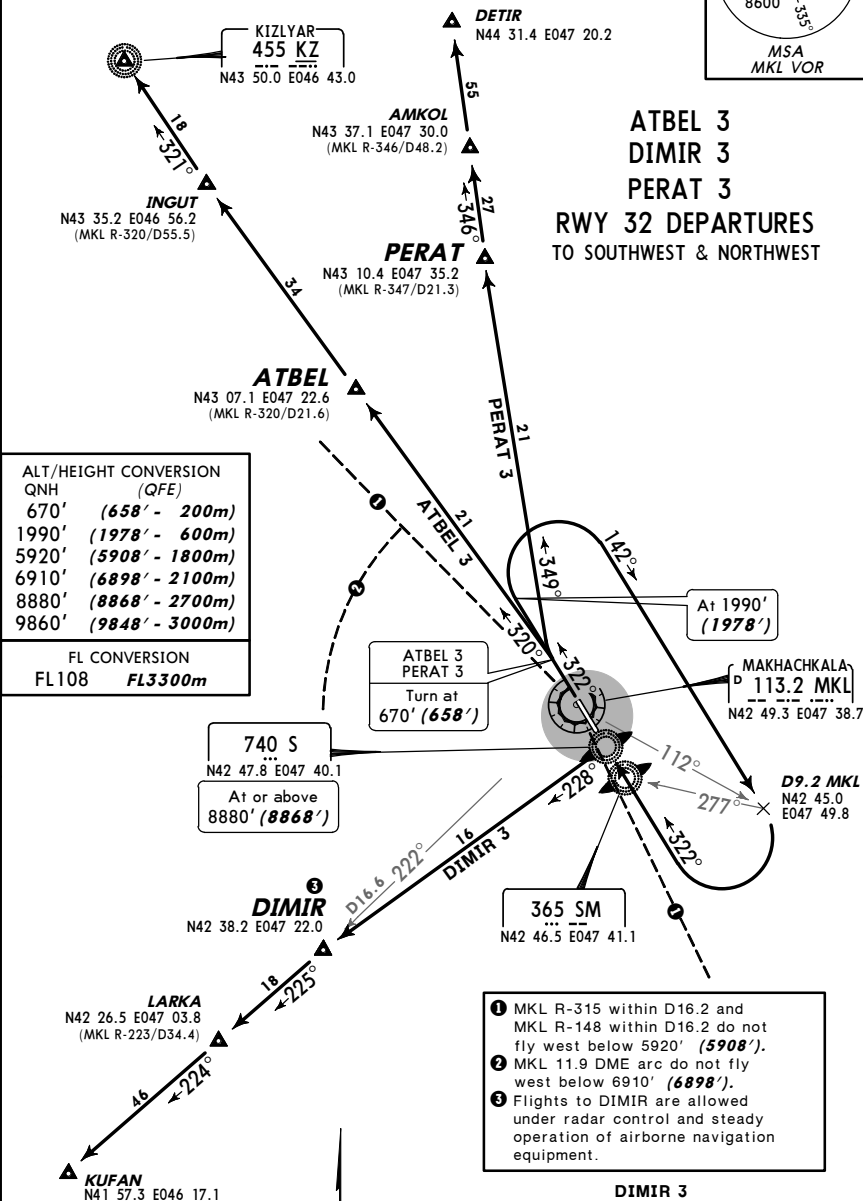 8600
335°
MSA
MKL VOR
DETIR
N44 31.4 E047 20.2
KIZLYAR
455 KZ
N43 50.0 E046 43.0
55
AMKOL
N43 37.1 E047 30.0
(MKL R-346/D48.2)
ATBEL 3
DIMIR 3
PERAT 3
RWY 32 DEPARTURES
TO SOUTHWEST & NORTHWEST
18
321°
INGUT
N43 35.2 E046 56.2
(MKL R-320/D55.5)
27
346°
PERAT
N43 10.4 E047 35.2
(MKL R-347/D21.3)
34
ATBEL
N43 07.1 E047 22.6
(MKL R-320/D21.6)
21
PERAT 3
ALT/HEIGHT CONVERSION
QNH (QFE)
670' (658' - 200m)
1990' (1978' - 600m)
5920' (5908' - 1800m)
6910' (6898' - 2100m)
8880' (8868' - 2700m)
9860' (9848' - 3000m)
FL CONVERSION
FL108 FL3300m
1
21
ATBEL 3
2
142°
349°
At 1990'
(1978')
320°
322°
ATBEL 3
PERAT 3
Turn at
670' (658')
MAKHACHKALA
D 113.2 MKL
N42 49.3 E047 38.7
740 S
N42 47.8 E047 40.1
At or above
8880' (8868')
112°
277°
D9.2 MKL
N42 45.0
E047 49.8
228°
322°
16
DIMIR 3
D16.6 222°
3
DIMIR
N42 38.2 E047 22.0
365 SM
N42 46.5 E047 41.1
1
18
225°
LARKA
N42 26.5 E047 03.8
(MKL R-223/D34.4)
46
224°
KUFAN
N41 57.3 E046 17.1
1 MKL R-315 within D16.2 and
MKL R-148 within D16.2 do not
fly west below 5920' (5908').
2 MKL 11.9 DME arc do not fly
west below 6910' (6898').
3 Flights to DIMIR are allowed
under radar control and steady
operation of airborne navigation
equipment.
DIMIR 3